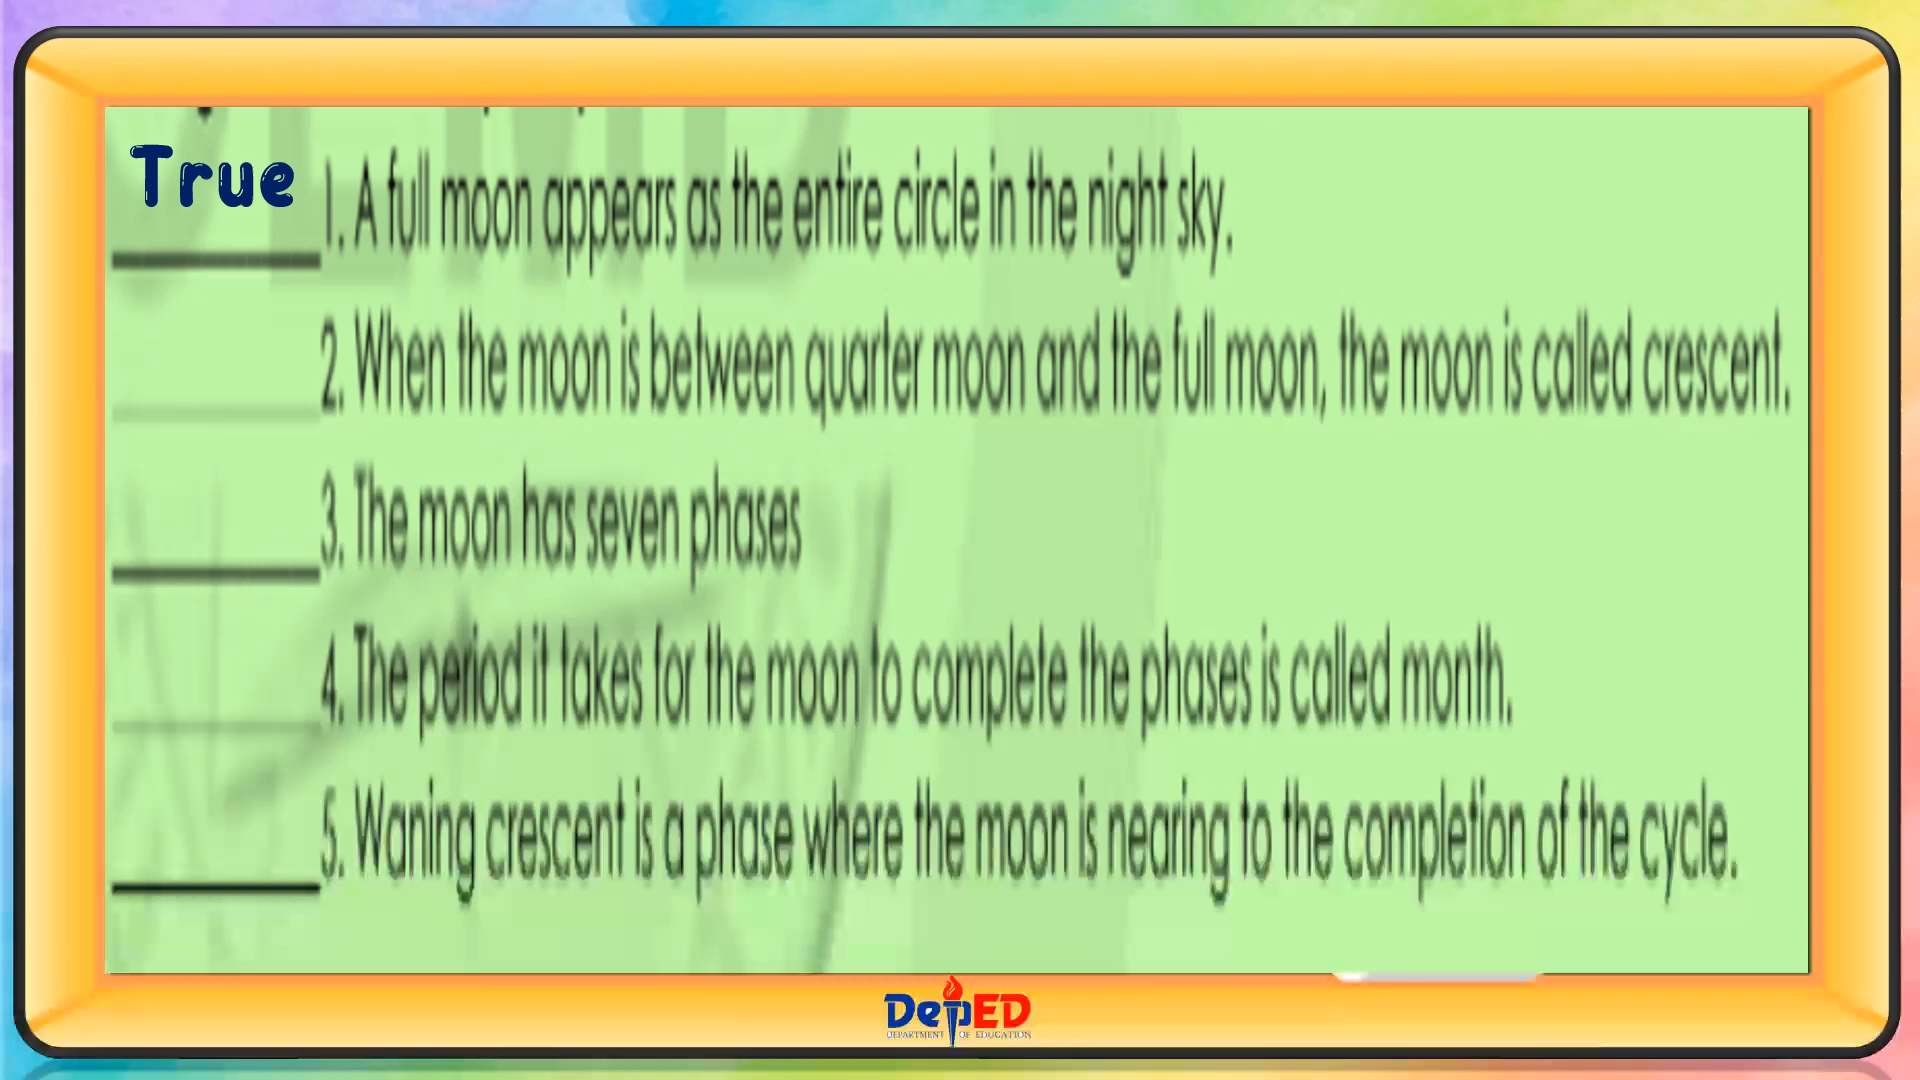 True
1. A full moon appears as the entire circle in the night sky.
2. When the moon is between quarter moon and the full moon, the moon is called crescent.
3. The moon has seven phases
4. The period it takes for the moon to complete the phases is called month.
5. Waning crescent is a phase where the moon is nearing to the completion of the cycle.
DepED
DEPARTMENT OF EDUCATION